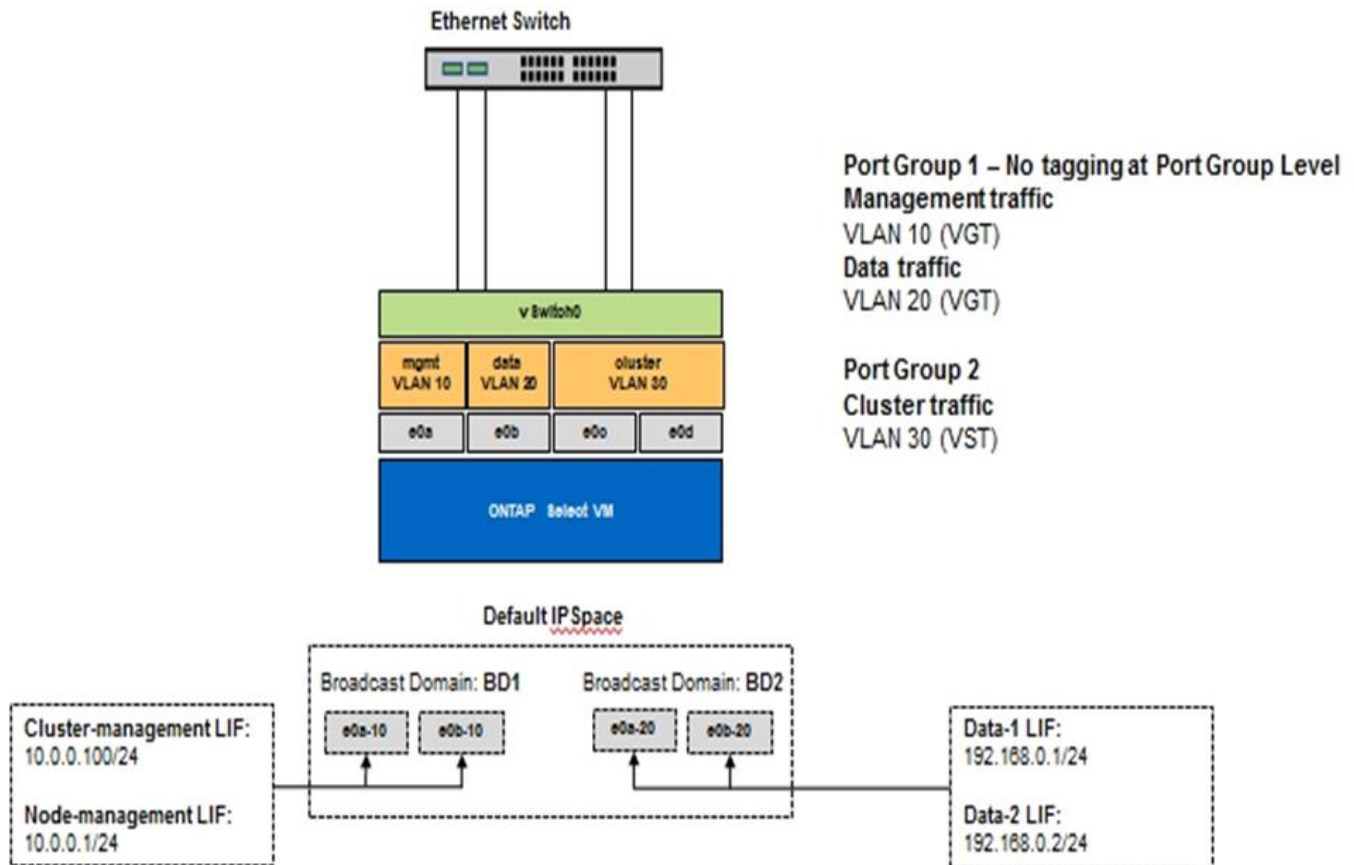 Ethernet Switch
Port Group 1 – No tagging at Port Group Level
Management traffic
VLAN 10 (VGT)
Data traffic
VLAN 20 (VGT)
Port Group 2
Cluster traffic
VLAN 30 (VST)
vSwitch0
mgmt
VLAN 10
data
VLAN 20
cluster
VLAN 30
e0a
e0b
e0c
e0d
ONTAP Select VM
Default IPSpace
Broadcast Domain: BD1
Broadcast Domain: BD2
e0a-10
e0b-10
e0a-20
e0b-20
Cluster-management LIF:
10.0.0.100/24
Node-management LIF:
10.0.0.1/24
Data-1 LIF:
192.168.0.1/24
Data-2 LIF:
192.168.0.2/24